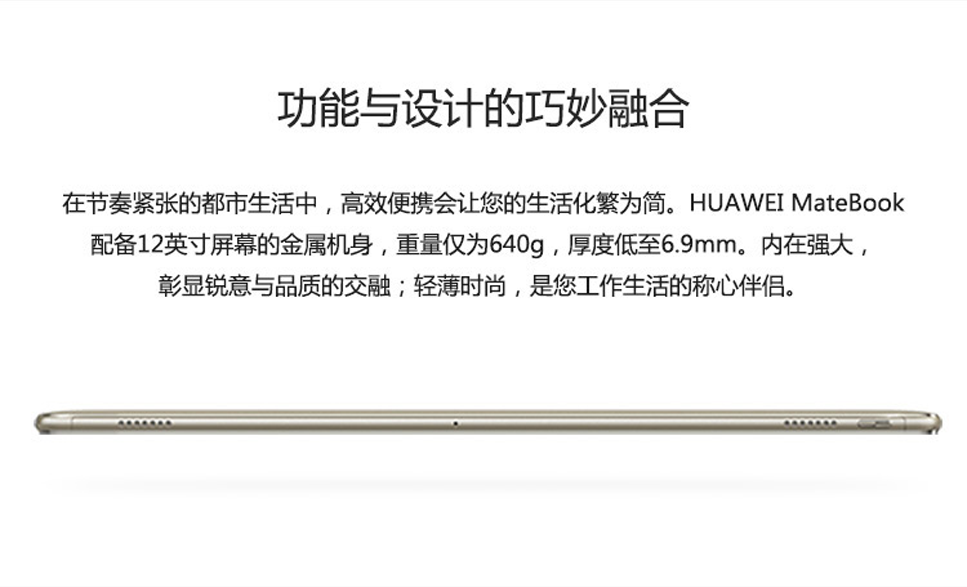 功能与设计的巧妙融合
在节奏紧张的都市生活中，高效便携会让您的生活化繁为简。HUAWEI MateBook
配备12英寸屏幕的金属机身，重量仅为640g，厚度低至6.9mm。内在强大，
彰显锐意与品质的交融；轻薄时尚，是您工作生活的称心伴侣。